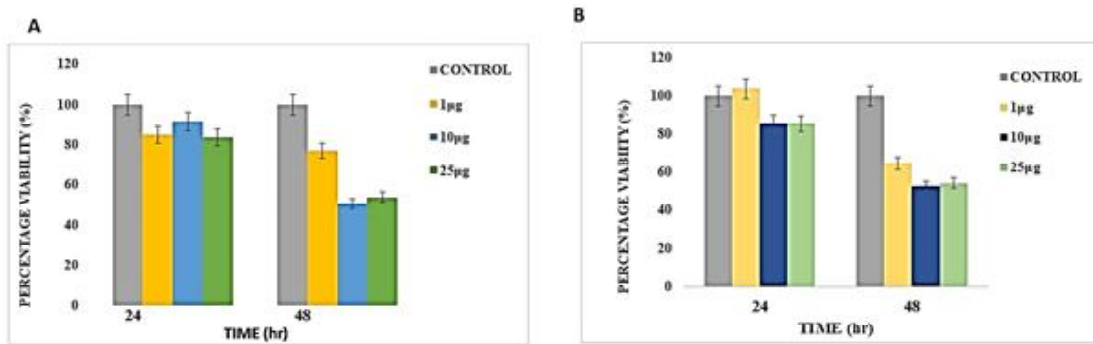 A
PERCENTAGE VIABILITY (%)
120
100
80
60
40
20
0
24
48
TIME (hr)
CONTROL
1µg
10µg
25µg
B
PERCENTAGE VIABIITY (%)
120
100
80
60
40
20
0
24
48
TIME (hr)
CONTROL
1µg
10µg
25µg